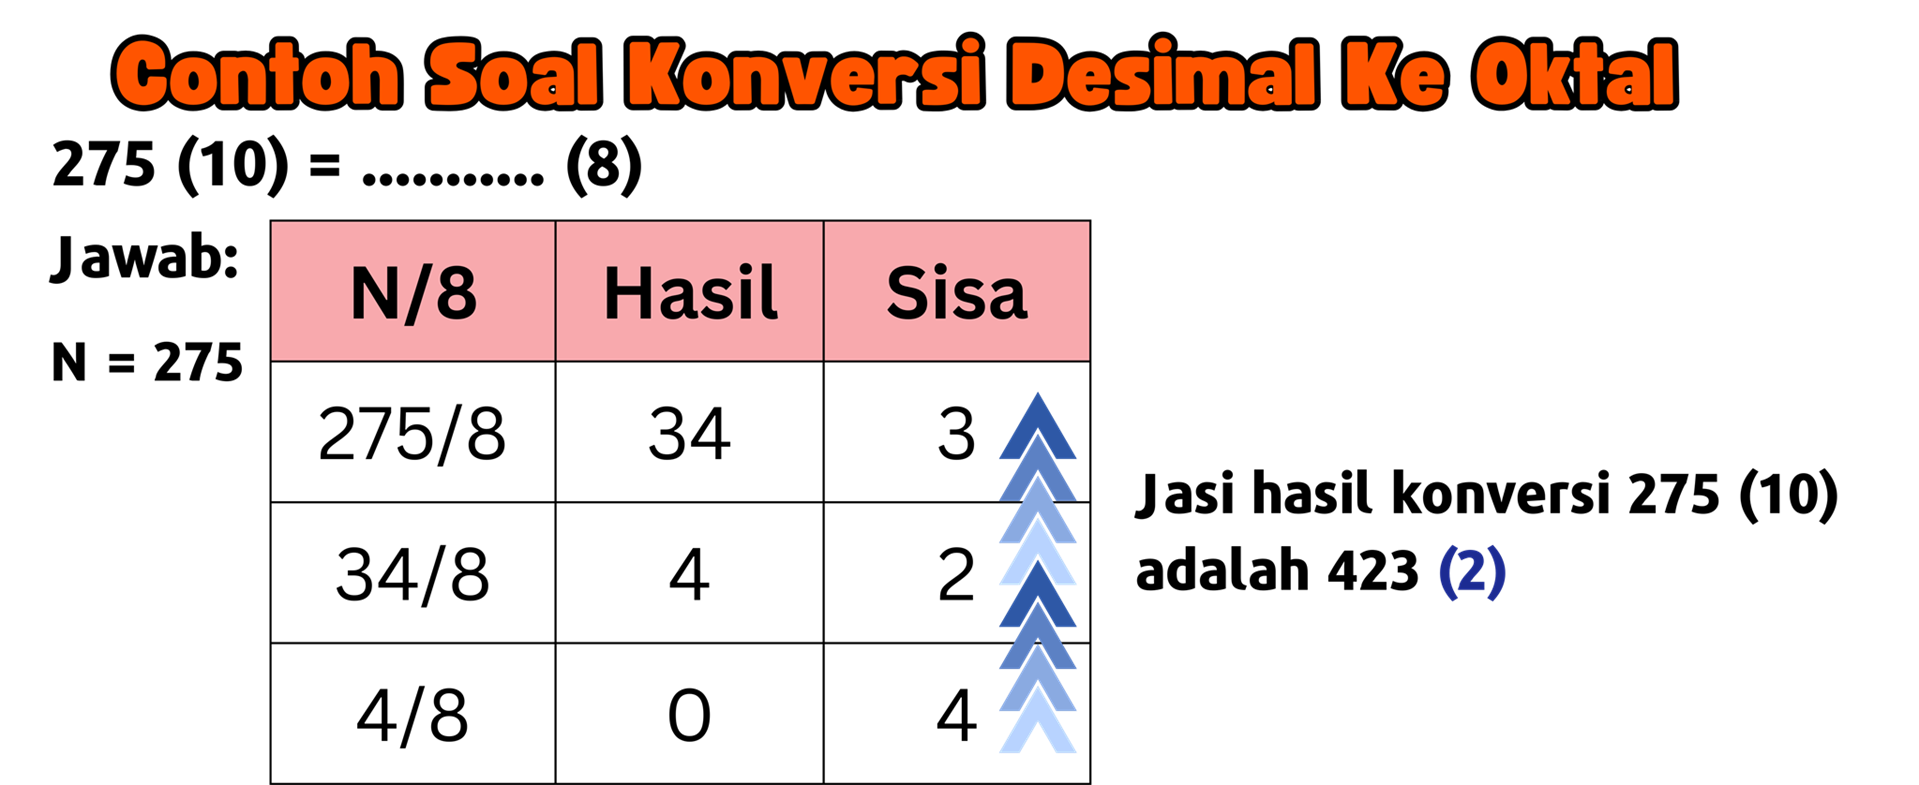 Contoh Soal Konversi Desimal Ke Oktal
275 (10) = ........... (8)
Jawab:
N = 275
N/8 Hasil Sisa
275/8 34 3
34/8 4 2
4/8 0 4
Jasi hasil konversi 275 (10)
adalah 423 (2)